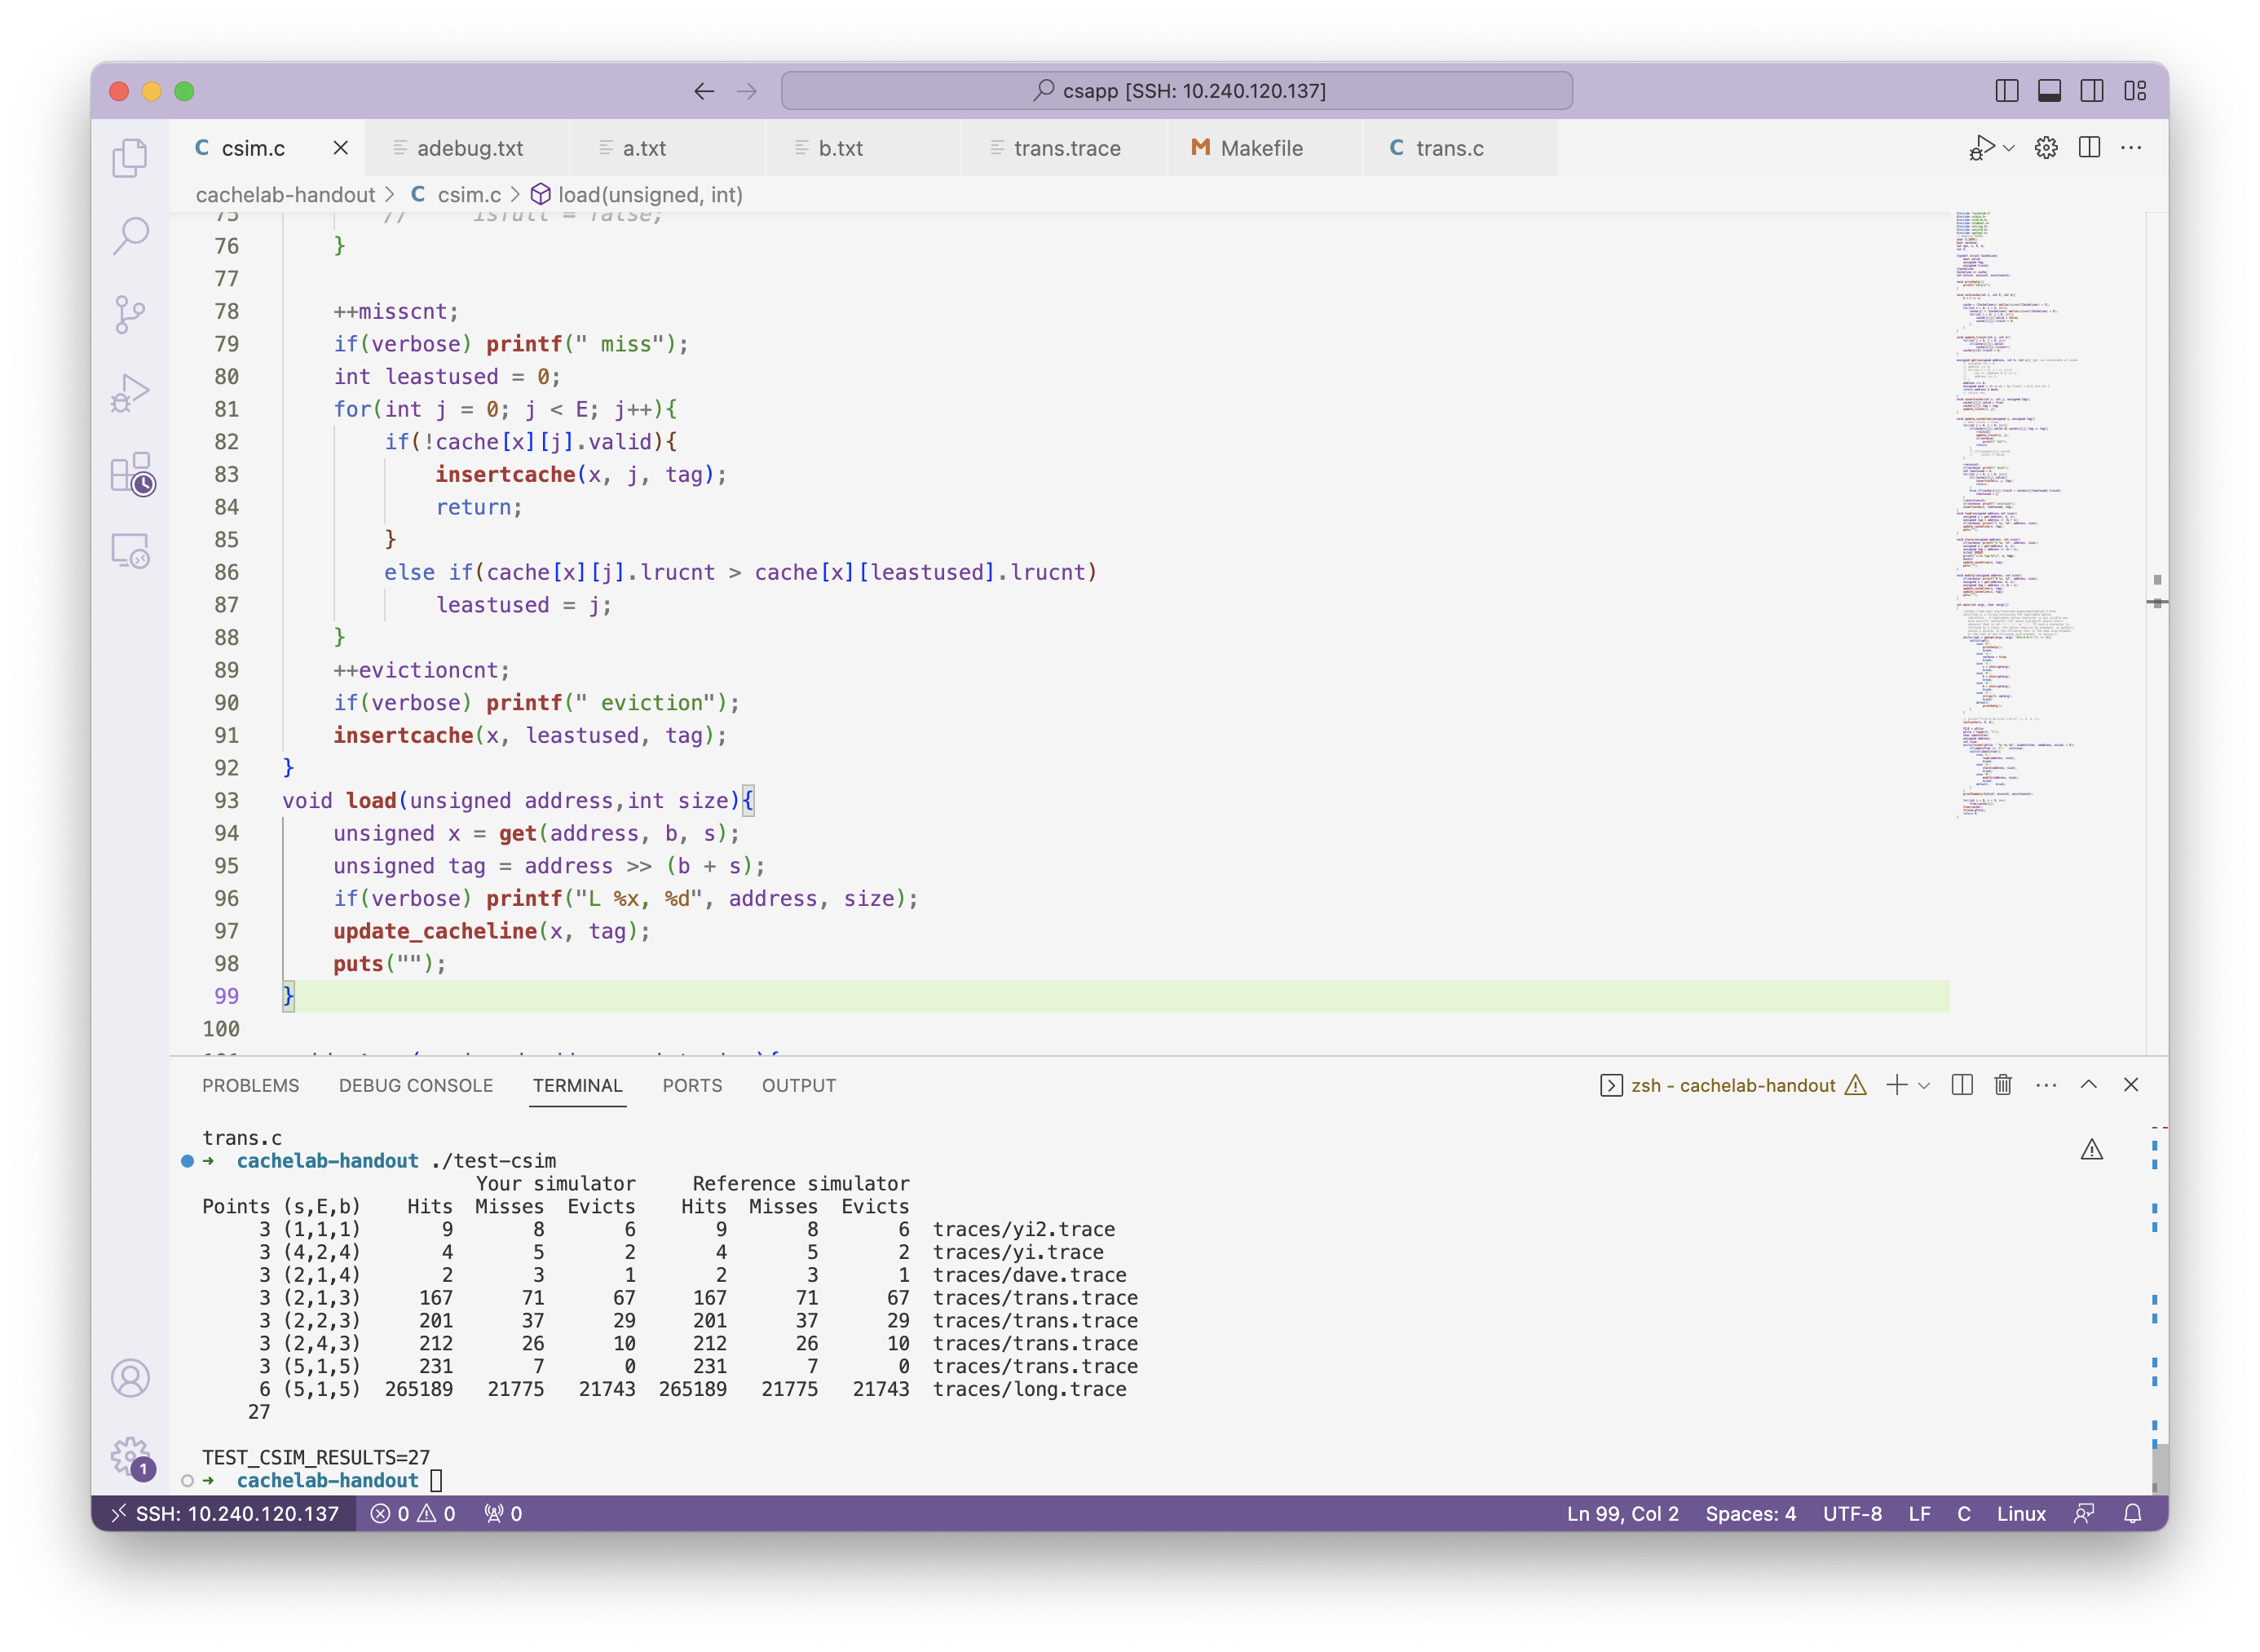 csapp [SSH: 10.240.120.137]
csim.c
adebug.txt
a.txt
b.txt
trans.trace
Makefile
trans.c
cachelab-handout > C csim.c > load(unsigned, int)
75 // isfull = false;
76 }
77
78 ++misscnt;
79 if(verbose) printf(" miss");
80 int leastused = 0;
81 for(int j = 0; j < E; j++){
82 if(!cache[x][j].valid){
83 insertcache(x, j, tag);
84 return;
85 }
86 else if(cache[x][j].lrucnt > cache[x][leastused].lrucnt)
87 leastused = j;
88 }
89 ++evictioncnt;
90 if(verbose) printf(" eviction");
91 insertcache(x, leastused, tag);
92 }
93 void load(unsigned address,int size){
94 unsigned x = get(address, b, s);
95 unsigned tag = address >> (b + s);
96 if(verbose) printf("L %x, %d", address, size);
97 update_cacheline(x, tag);
98 puts("");
99 }
100
PROBLEMS DEBUG CONSOLE TERMINAL PORTS OUTPUT
zsh - cachelab-handout
trans.c
➜ cachelab-handout ./test-csim
Your simulator Reference simulator
Points (s,E,b) Hits Misses Evicts Hits Misses Evicts
3 (1,1,1) 9 8 6 9 8 6 traces/yi2.trace
3 (4,2,4) 4 5 2 4 5 2 traces/yi.trace
3 (2,1,4) 2 3 1 2 3 1 traces/dave.trace
3 (2,1,3) 167 71 67 167 71 67 traces/trans.trace
3 (2,2,3) 201 37 29 201 37 29 traces/trans.trace
3 (2,4,3) 212 26 10 212 26 10 traces/trans.trace
3 (5,1,5) 231 7 0 231 7 0 traces/trans.trace
6 (5,1,5) 265189 21775 21743 265189 21775 21743 traces/long.trace
27
TEST_CSIM_RESULTS=27
➜ cachelab-handout
1
SSH: 10.240.120.137 0 0 0 Ln 99, Col 2 Spaces: 4 UTF-8 LF C Linux